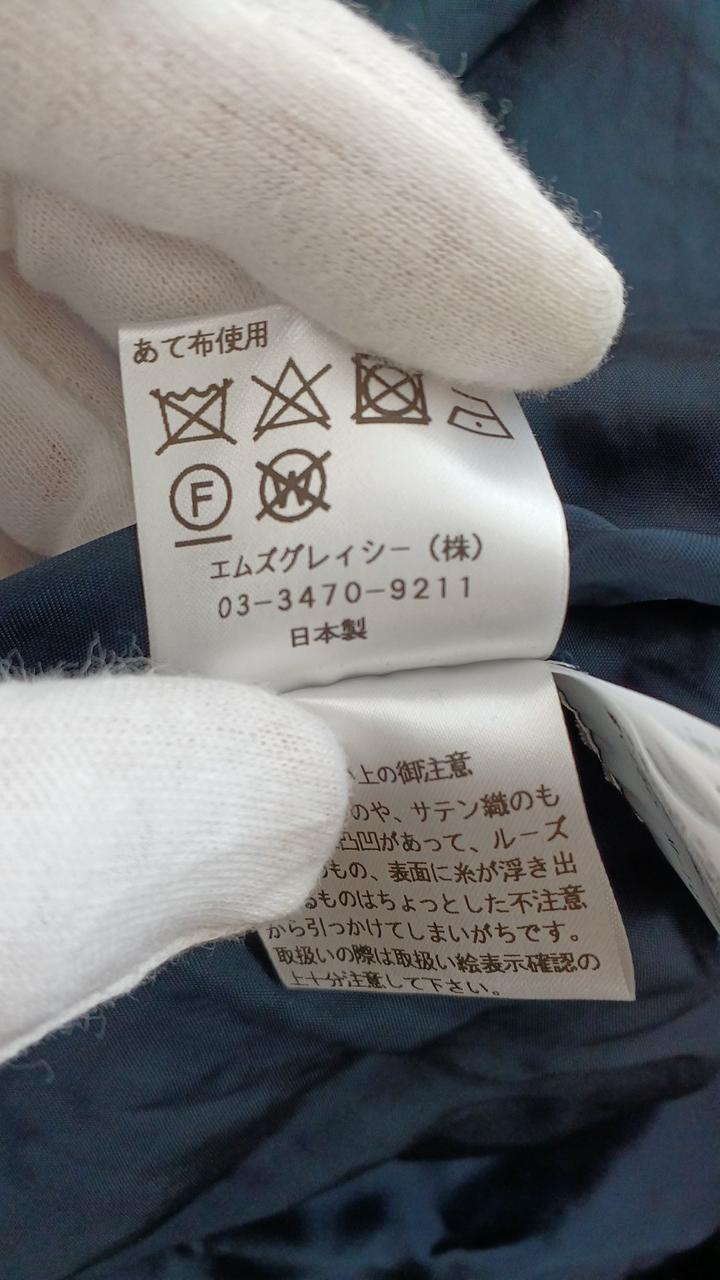 あて布使用
F
W
エムズグレイシー（株）
03-3470-9211
日本製
上の御注意
のや、サテン織のも
凸凹があって、ルーズ
もの、表面に糸が浮き出
るものはちょっとした不注意
から引つかけてしまいがちです。
取扱いの際は取扱い絵表示確認の
上十分注意して下さい。